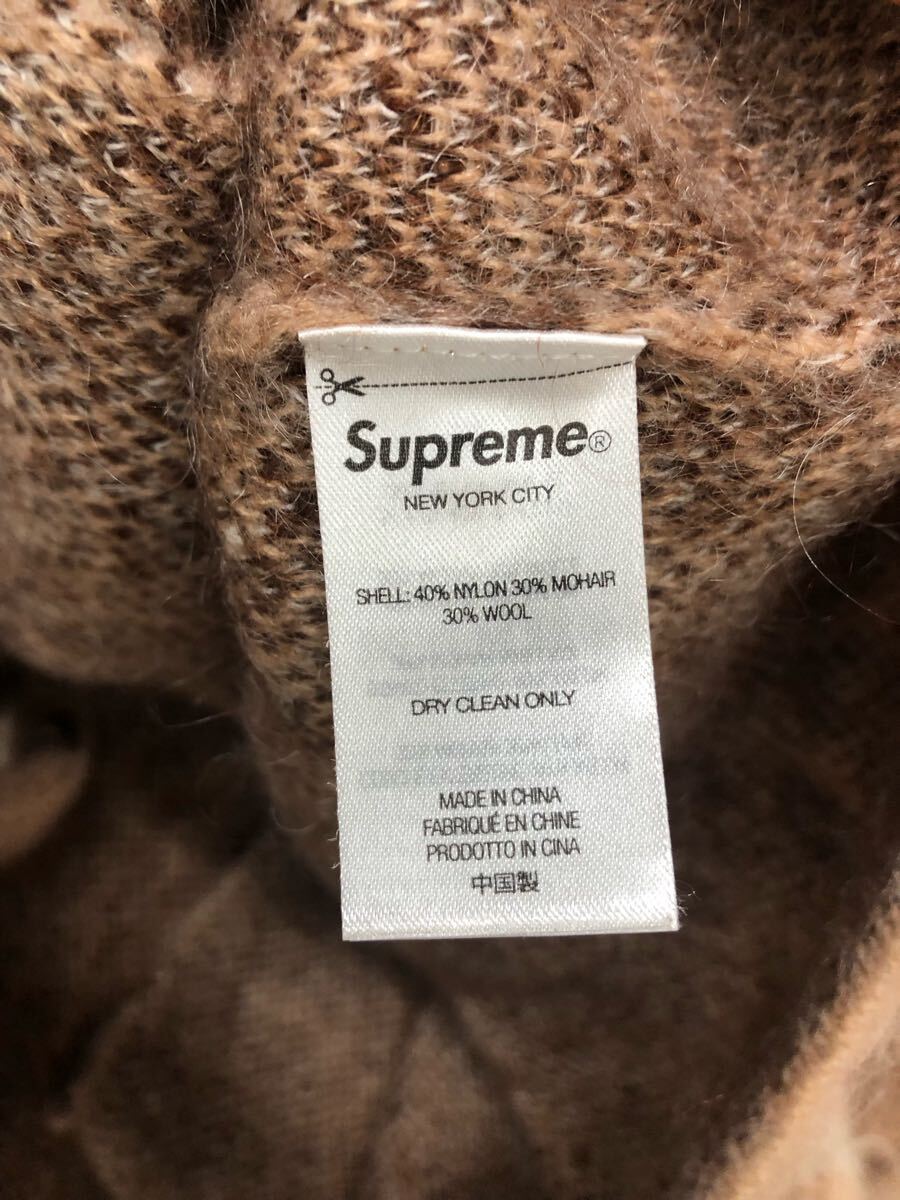 Supreme®
NEW YORK CITY
SHELL: 40% NYLON 30% MOHAIR
30% WOOL
DRY CLEAN ONLY
MADE IN CHINA
FABRIQUÉ EN CHINE
PRODOTTO IN CINA
中国製